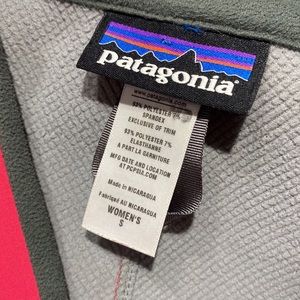 patagonia
www.patagonia.com
93% POLYESTER 7%
SPANDEX
EXCLUSIVE OF TRIM
93% POLYESTER 7%
ELASTHANNE
A PART LA GARNITURE
MFG DATE AND LOCATION
AT PCPSIA.COM
Made in NICARAGUA
Fabriqué AU NICARAGUA
WOMEN'S
S